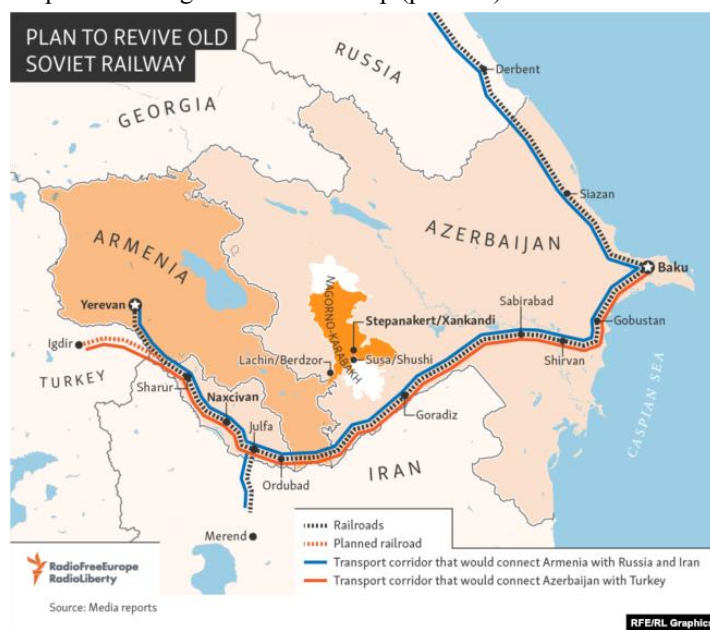 PLAN TO REVIVE OLD
SOVIET RAILWAY
RUSSIA
Derbent
GEORGIA
Siazan
AZERBAIJAN
ARMENIA
Baku
Yerevan
NAGORNO-KARABAKH
Stepanakert/Xankandi
Sabirabad
Gobustan
Igdir
Lachin/Berdzor
Susa/Shushi
Shirvan
TURKEY
Sharur
Naxcivan
Goradiz
CASPIAN SEA
Julfa
IRAN
Ordubad
Merend
Railroads
Planned railroad
Transport corridor that would connect Armenia with Russia and Iran
Transport corridor that would connect Azerbaijan with Turkey
RadioFreeEurope
RadioLiberty
Source: Media reports
RFE/RL Graphics